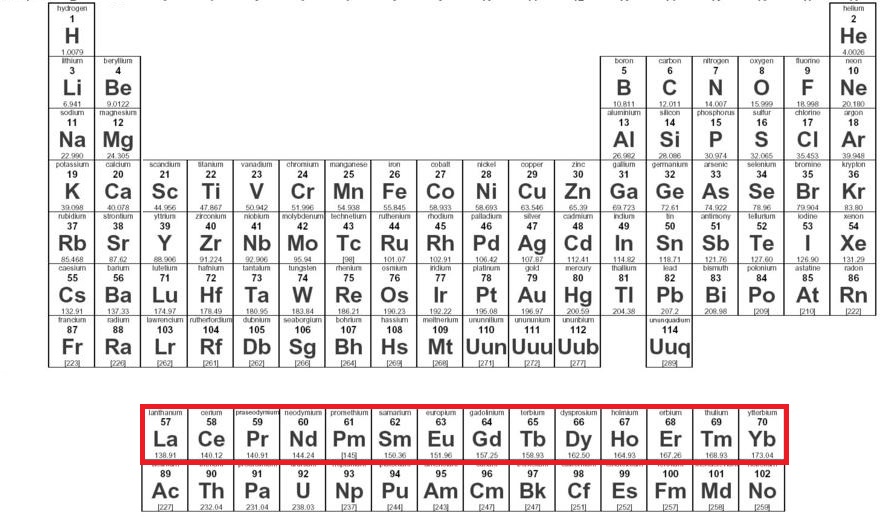 hydrogen helium
1 2
H He
1.0079 4.0026
lithium beryllium boron carbon nitrogen oxygen fluorine neon
3 4 5 6 7 8 9 10
Li Be B C N O F Ne
6.941 9.0122 10.811 12.011 14.007 15.999 18.998 20.180
sodium magnesium aluminium silicon phosphorus sulfur chlorine argon
11 12 13 14 15 16 17 18
Na Mg Al Si P S Cl Ar
22.990 24.305 26.982 28.086 30.974 32.065 35.453 39.948
potassium calcium scandium titanium vanadium chromium manganese iron cobalt nickel copper zinc gallium germanium arsenic selenium bromine krypton
19 20 21 22 23 24 25 26 27 28 29 30 31 32 33 34 35 36
K Ca Sc Ti V Cr Mn Fe Co Ni Cu Zn Ga Ge As Se Br Kr
39.098 40.078 44.956 47.867 50.942 51.996 54.938 55.845 58.933 58.693 63.546 65.39 69.723 72.61 74.922 78.96 79.904 83.80
rubidium strontium yttrium zirconium niobium molybdenum technetium ruthenium rhodium palladium silver cadmium indium tin antimony tellurium iodine xenon
37 38 39 40 41 42 43 44 45 46 47 48 49 50 51 52 53 54
Rb Sr Y Zr Nb Mo Tc Ru Rh Pd Ag Cd In Sn Sb Te I Xe
85.468 87.62 88.906 91.224 92.906 95.94 [98] 101.07 102.91 106.42 107.87 112.41 114.82 118.71 121.76 127.60 126.90 131.29
caesium barium lutetium hafnium tantalum tungsten rhenium osmium iridium platinum gold mercury thallium lead bismuth polonium astatine radon
55 56 71 72 73 74 75 76 77 78 79 80 81 82 83 84 85 86
Cs Ba Lu Hf Ta W Re Os Ir Pt Au Hg Tl Pb Bi Po At Rn
132.91 137.33 174.97 178.49 180.95 183.84 186.21 190.23 192.22 195.08 196.97 200.59 204.38 207.2 208.98 [209] [210] [222]
francium radium lawrencium rutherfordium dubnium seaborgium bohrium hassium meitnerium ununnilium unununium ununbium ununquadium
87 88 103 104 105 106 107 108 109 110 111 112 114
Fr Ra Lr Rf Db Sg Bh Hs Mt Uun Uuu Uub Uuq
[223] [226] [262] [261] [262] [266] [264] [269] [268] [271] [272] [277] [289]
lanthanum cerium praseodymium neodymium promethium samarium europium gadolinium terbium dysprosium holmium erbium thulium ytterbium
57 58 59 60 61 62 63 64 65 66 67 68 69 70
La Ce Pr Nd Pm Sm Eu Gd Tb Dy Ho Er Tm Yb
138.91 140.12 140.91 144.24 [145] 150.36 151.96 157.25 158.93 162.50 164.93 167.26 168.93 173.04
89 90 91 92 93 94 95 96 97 98 99 100 101 102
Ac Th Pa U Np Pu Am Cm Bk Cf Es Fm Md No
[227] 232.04 231.04 238.03 [237] [244] [243] [247] [247] [251] [252] [257] [258] [259]